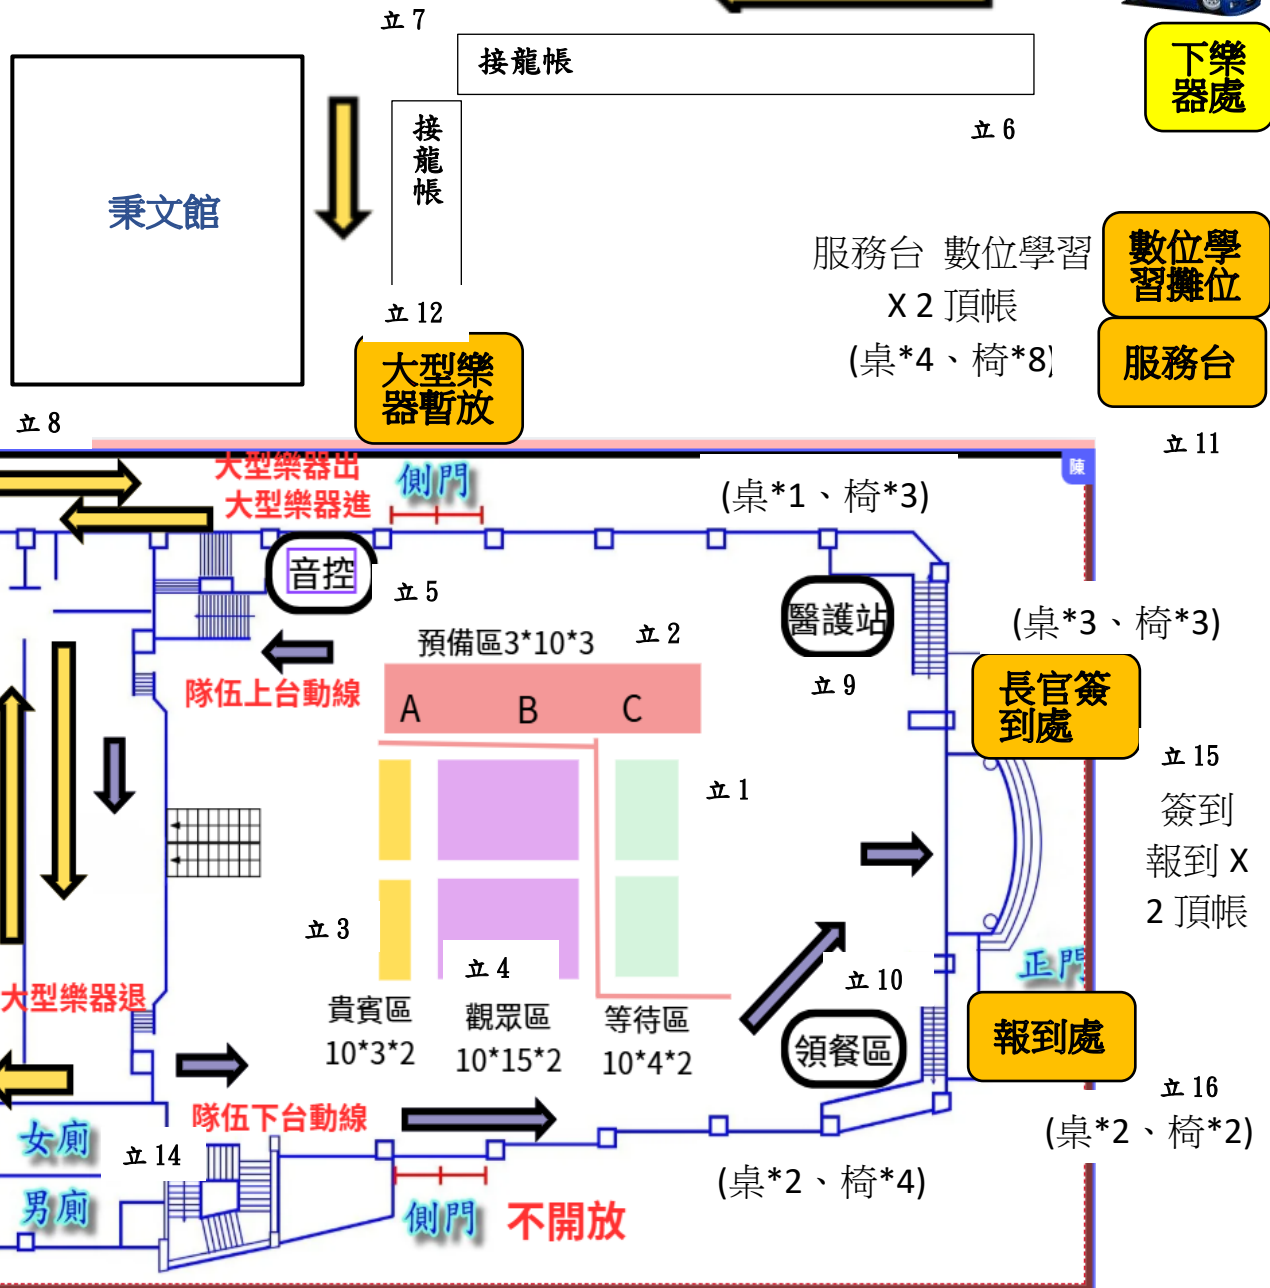 立 7
接龍帳
下樂
器處
接龍帳
立 6
秉文館
服務台 數位學習
X 2 頂帳
(桌*4、椅*8)
數位學
習攤位
服務台
立 12
大型樂
器暫放
立 8
立 11
大型樂器出
大型樂器進
側門
(桌*1、椅*3)
陳
音控
立 5
醫護站
(桌*3、椅*3)
預備區3*10*3
立 2
隊伍上台動線
A
B
C
立 9
長官簽
到處
立 15
立 1
簽到
報到 X
2 頂帳
立 3
立 4
立 10
正門
大型樂器退
貴賓區
10*3*2
觀眾區
10*15*2
等待區
10*4*2
領餐區
報到處
立 16
隊伍下台動線
(桌*2、椅*2)
女廁
立 14
男廁
側門
不開放
(桌*2、椅*4)